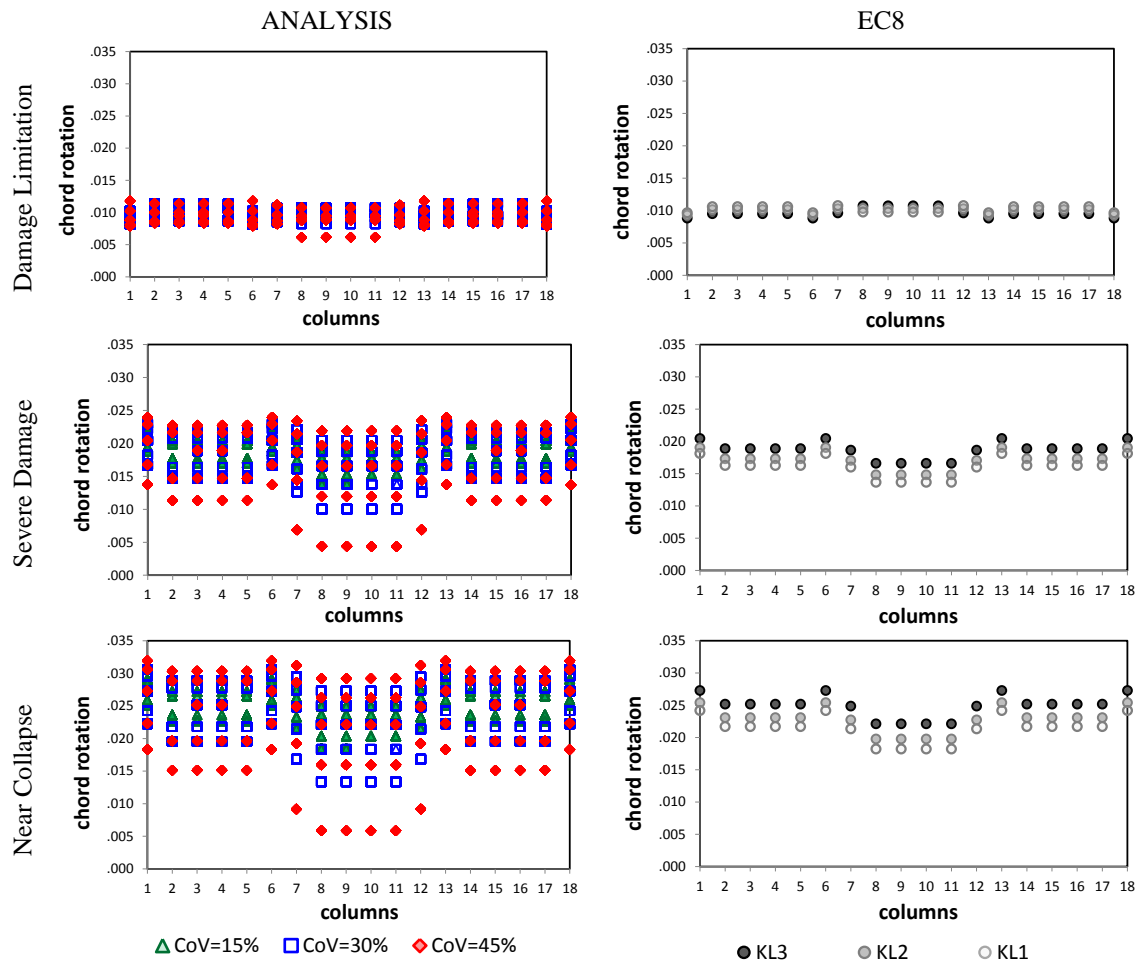 ANALYSIS
EC8
Damage Limitation
chord rotation
.035
.030
.025
.020
.015
.010
.005
.000
1 2 3 4 5 6 7 8 9 10 11 12 13 14 15 16 17 18
columns
chord rotation
.035
.030
.025
.020
.015
.010
.005
.000
1 2 3 4 5 6 7 8 9 10 11 12 13 14 15 16 17 18
columns
Severe Damage
chord rotation
.035
.030
.025
.020
.015
.010
.005
.000
1 2 3 4 5 6 7 8 9 10 11 12 13 14 15 16 17 18
columns
chord rotation
.035
.030
.025
.020
.015
.010
.005
.000
1 2 3 4 5 6 7 8 9 10 11 12 13 14 15 16 17 18
columns
Near Collapse
chord rotation
.035
.030
.025
.020
.015
.010
.005
.000
1 2 3 4 5 6 7 8 9 10 11 12 13 14 15 16 17 18
columns
chord rotation
.035
.030
.025
.020
.015
.010
.005
.000
1 2 3 4 5 6 7 8 9 10 11 12 13 14 15 16 17 18
columns
CoV=15% CoV=30% CoV=45%
KL3 KL2 KL1